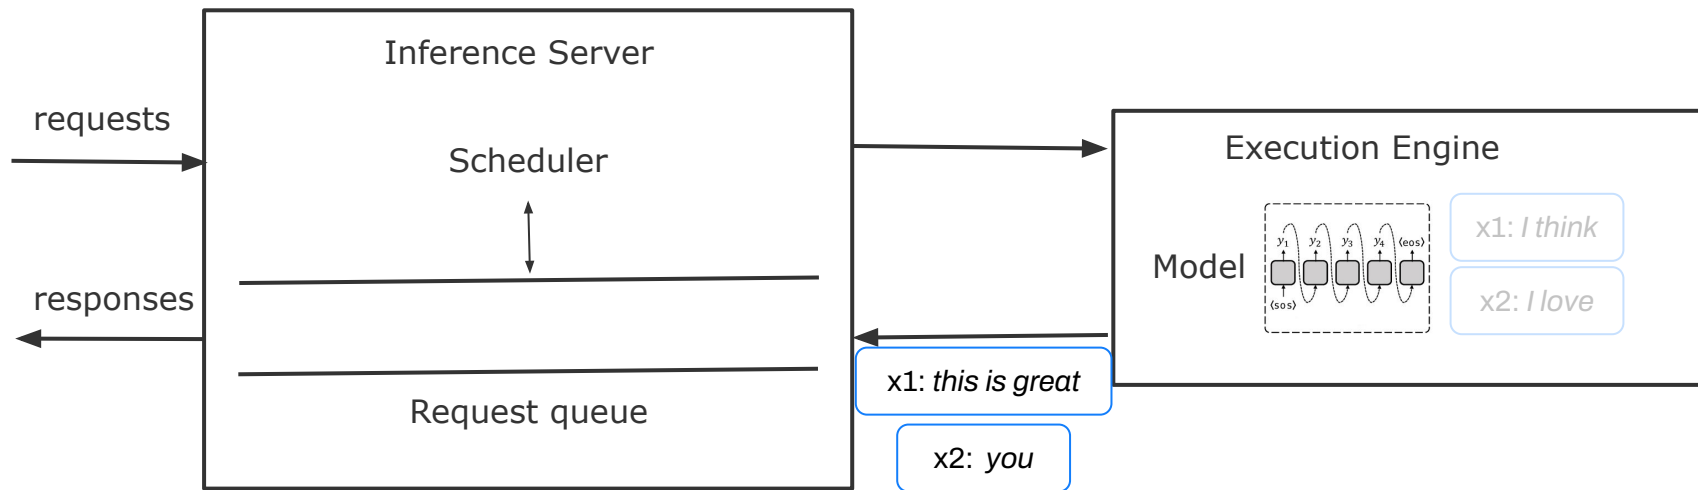 Inference Server
requests
Scheduler
responses
Request queue
Execution Engine
Model
y₁ y₂ y₃ y₄ ⟨eos⟩
⟨sos⟩
x1: I think
x2: I love
x1: this is great
x2: you